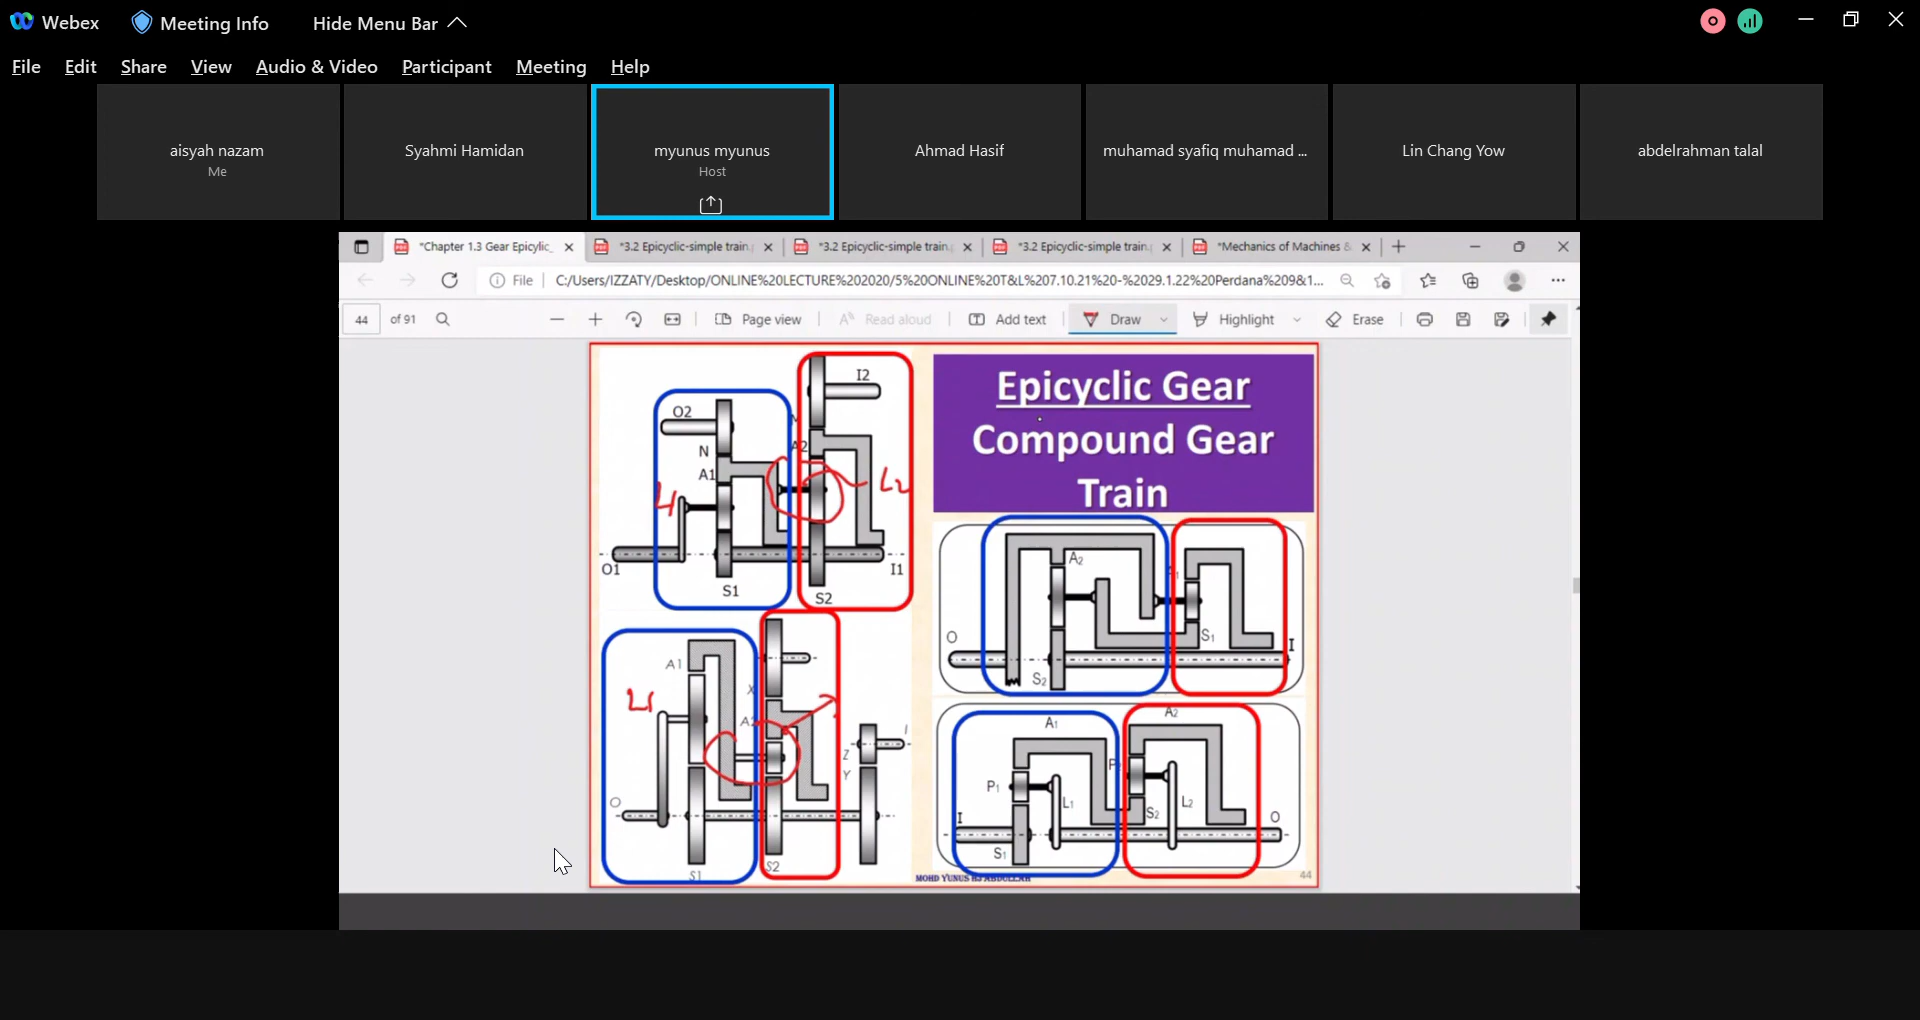 Webex Meeting Info Hide Menu Bar
File Edit Share View Audio & Video Participant Meeting Help
aisyah nazam
Me
Syahmi Hamidan
myunus myunus
Host
Ahmad Hasif
muhamad syafiq muhamad ...
Lin Chang Yow
abdelrahman talal
*Chapter 1.3 Gear Epicylic_
*3.2 Epicyclic-simple train.
*3.2 Epicyclic-simple train.
*3.2 Epicyclic-simple train.
*Mechanics of Machines &
File C:/Users/IZZATY/Desktop/ONLINE%20LECTURE%202020/5%20ONLINE%20T&L%207.10.21%20-%2029.1.22%20Perdana%209&1...
44 of 91 Page view Read aloud Add text Draw Highlight Erase
I2
O2
N
A2
A1
L2
O1
I1
S1
S2
Epicyclic Gear
Compound Gear
Train
A2
O
S1
I
S2
A1
L1
X
A2
I
Z
Y
O
S1
S2
A1
A2
P1
P
L1
L2
I
S2
O
S1
MOHD YUNUS HJ ABDULLAH
44